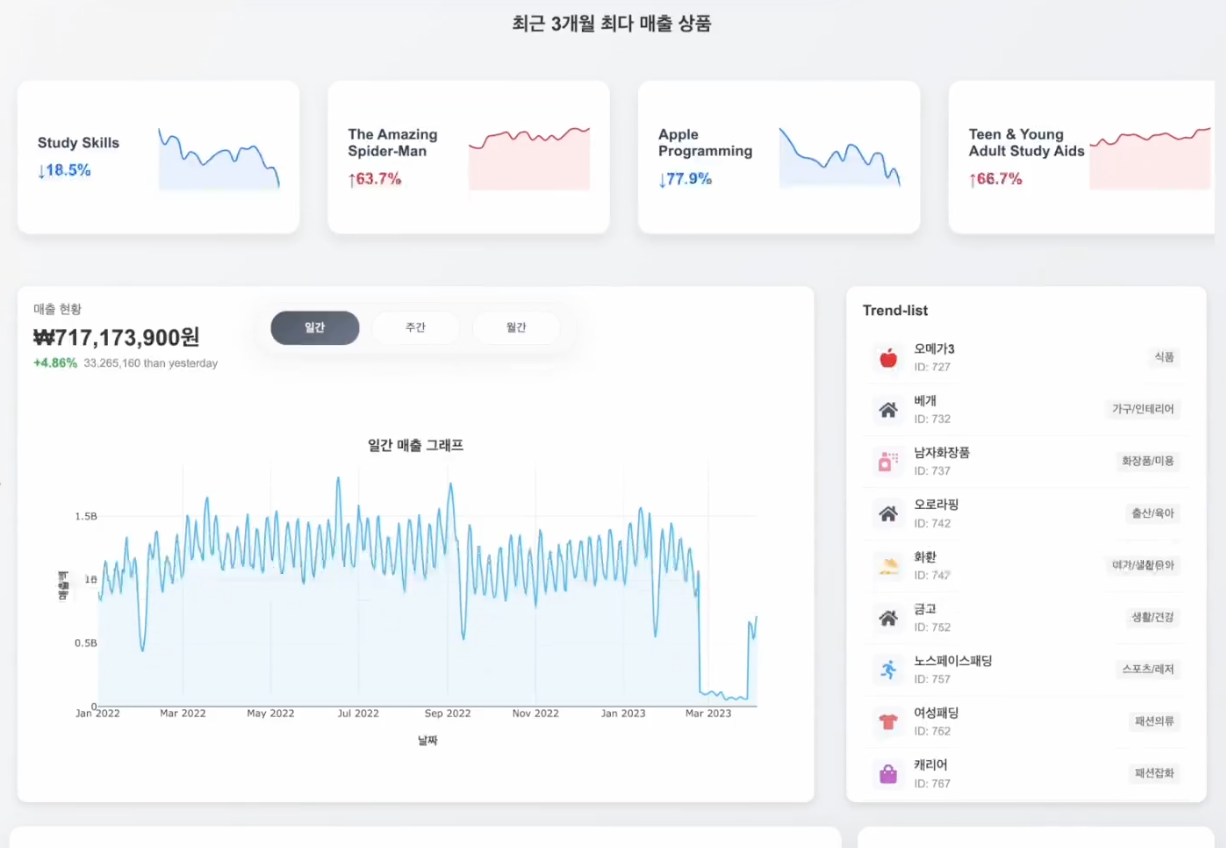 최근 3개월 최다 매출 상품
Study Skills
↓18.5%
The Amazing
Spider-Man
↑63.7%
Apple
Programming
↓77.9%
Teen & Young
Adult Study Aids
↑66.7%
매출 현황
₩717,173,900원
+4.86% 33,265,160 than yesterday
일간
주간
월간
일간 매출 그래프
1.5B
1B
0.5B
0
매출액
Jan 2022
Mar 2022
May 2022
Jul 2022
Sep 2022
Nov 2022
Jan 2023
Mar 2023
날짜
Trend-list
오메가3
ID: 727
식품
베개
ID: 732
가구/인테리어
남자화장품
ID: 737
화장품/미용
오로라핑
ID: 742
출산/육아
화환
ID: 747
금고
ID: 752
생활/건강
노스페이스패딩
ID: 757
스포츠/레저
여성패딩
ID: 762
패션의류
캐리어
ID: 767
패션잡화